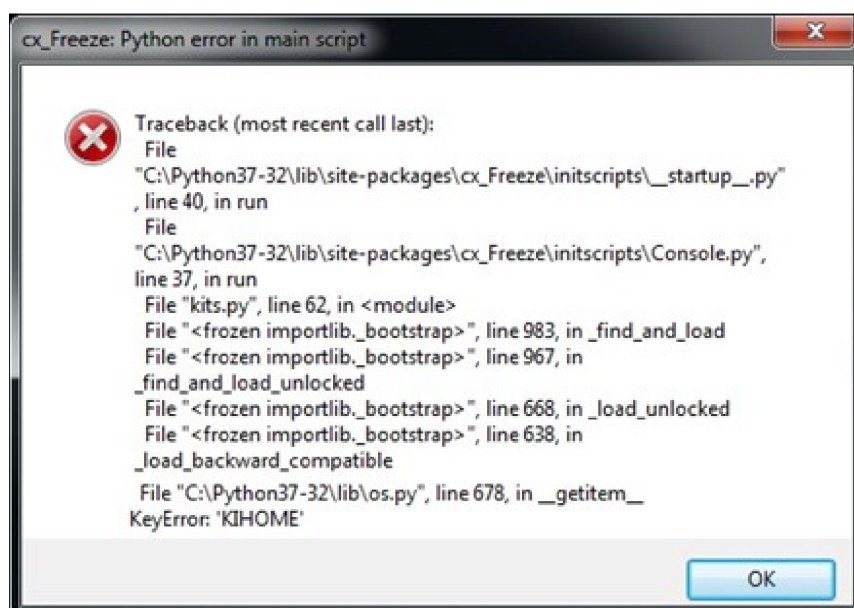 cx_Freeze: Python error in main script
Traceback (most recent call last):
File
"C:\Python37-32\lib\site-packages\cx_Freeze\initscripts\__startup__.py"
, line 40, in run
File
"C:\Python37-32\lib\site-packages\cx_Freeze\initscripts\Console.py",
line 37, in run
File "kits.py", line 62, in <module>
File "<frozen importlib._bootstrap>", line 983, in _find_and_load
File "<frozen importlib._bootstrap>", line 967, in
_find_and_load_unlocked
File "<frozen importlib._bootstrap>", line 668, in _load_unlocked
File "<frozen importlib._bootstrap>", line 638, in
_load_backward_compatible
File "C:\Python37-32\lib\os.py", line 678, in __getitem__
KeyError: 'KIHOME'
OK